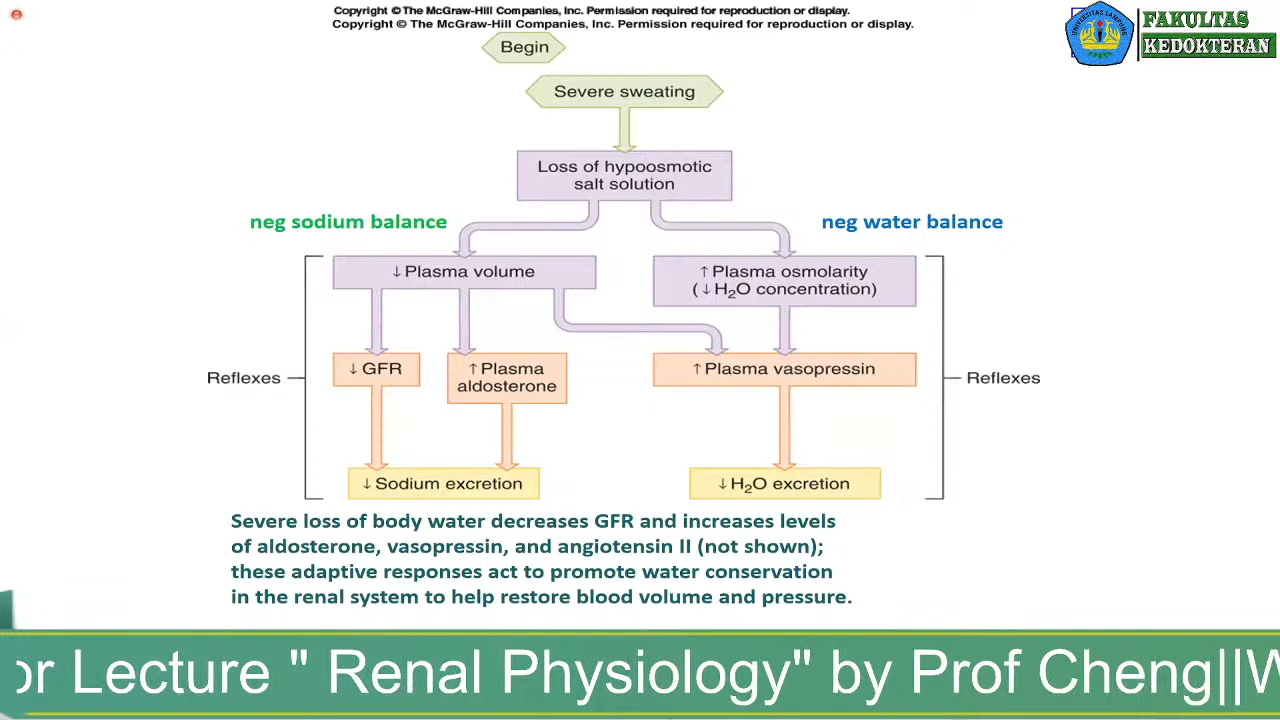 Copyright © The McGraw-Hill Companies, Inc. Permission required for reproduction or display.
Copyright © The McGraw-Hill Companies, Inc. Permission required for reproduction or display.
UNIVERSITAS LAMPUNG
FAKULTAS
KEDOKTERAN
Begin
Severe sweating
Loss of hypoosmotic
salt solution
neg sodium balance
neg water balance
↓ Plasma volume
↑ Plasma osmolarity
(↓ H₂O concentration)
Reflexes
↓ GFR
↑ Plasma
aldosterone
↑ Plasma vasopressin
Reflexes
↓ Sodium excretion
↓ H₂O excretion
Severe loss of body water decreases GFR and increases levels
of aldosterone, vasopressin, and angiotensin II (not shown);
these adaptive responses act to promote water conservation
in the renal system to help restore blood volume and pressure.
or Lecture " Renal Physiology" by Prof Cheng||W